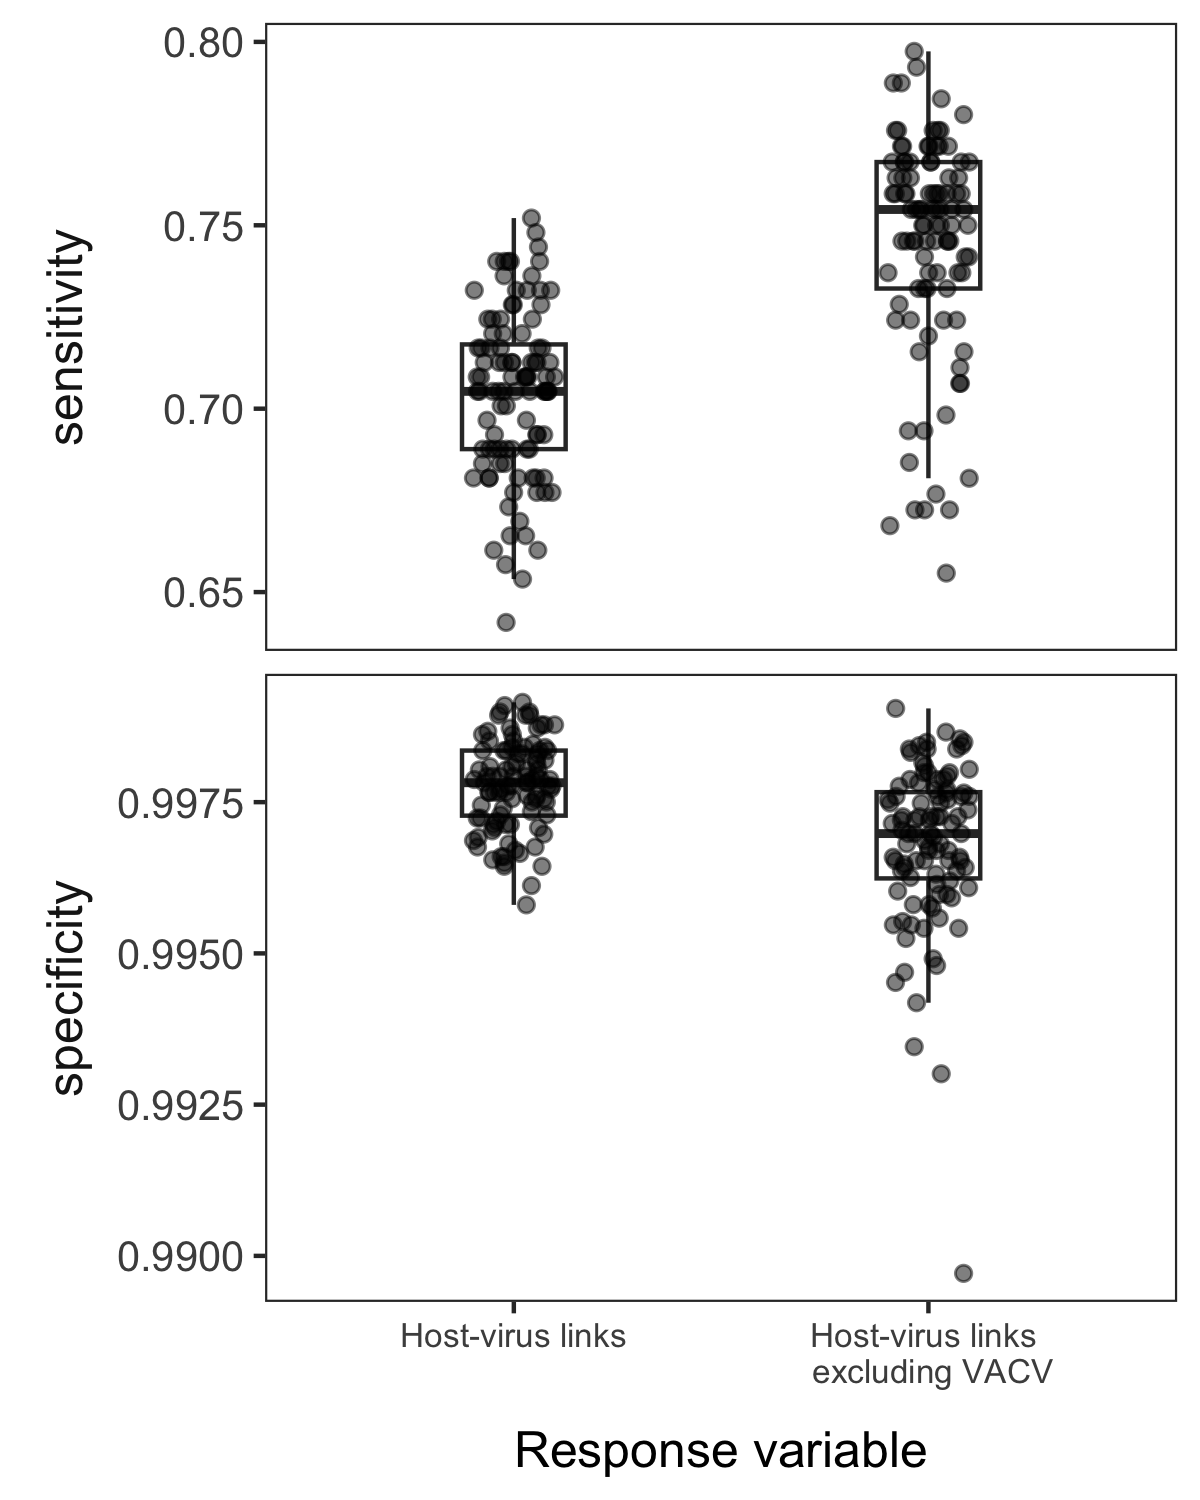 sensitivity
0.80
0.75
0.70
0.65
specificity
0.9975
0.9950
0.9925
0.9900
Host-virus links
Host-virus links
excluding VACV
Response variable